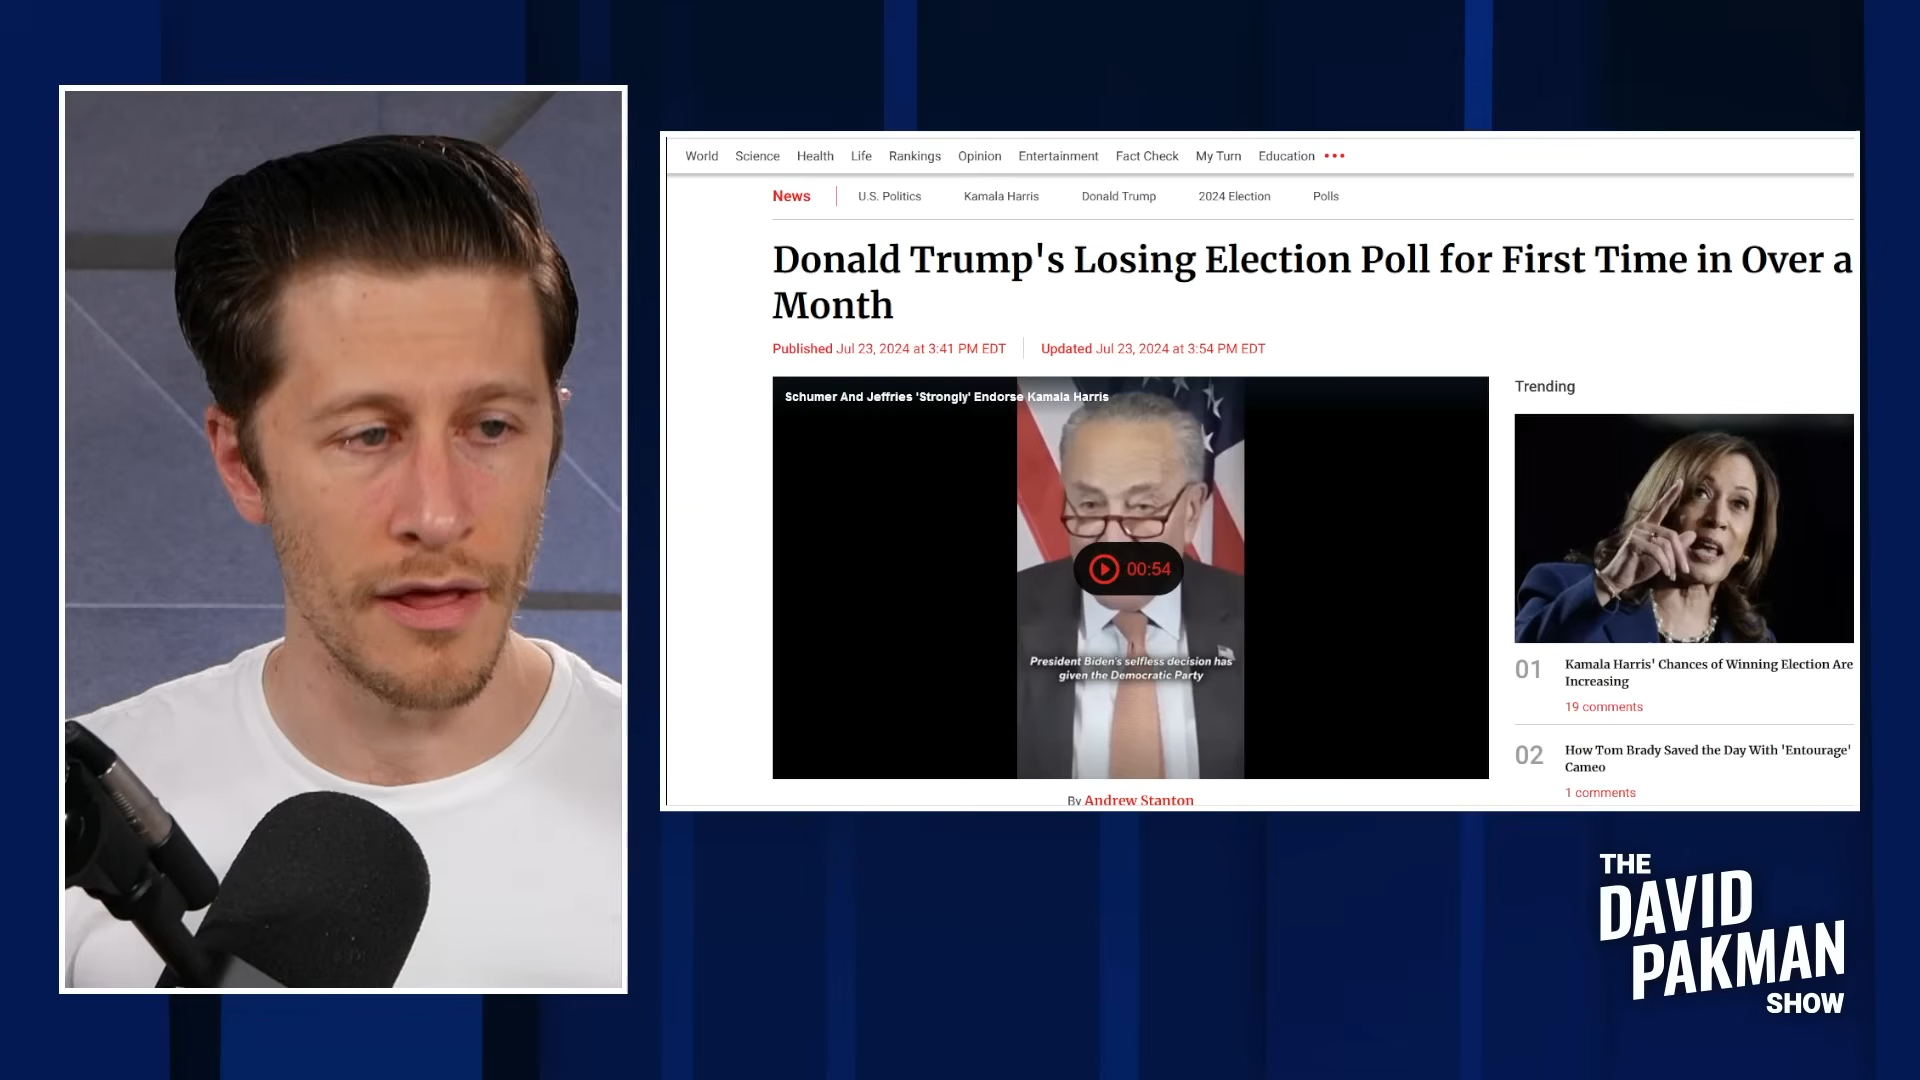 World Science Health Life Rankings Opinion Entertainment Fact Check My Turn Education
News U.S. Politics Kamala Harris Donald Trump 2024 Election Polls
Donald Trump's Losing Election Poll for First Time in Over a
Month
Published Jul 23, 2024 at 3:41 PM EDT Updated Jul 23, 2024 at 3:54 PM EDT
Schumer And Jeffries 'Strongly' Endorse Kamala Harris
00:54
President Biden's selfless decision has
given the Democratic Party
By Andrew Stanton
Trending
01 Kamala Harris' Chances of Winning Election Are
Increasing
19 comments
02 How Tom Brady Saved the Day With 'Entourage'
Cameo
1 comments
THE
DAVID
PAKMAN
SHOW